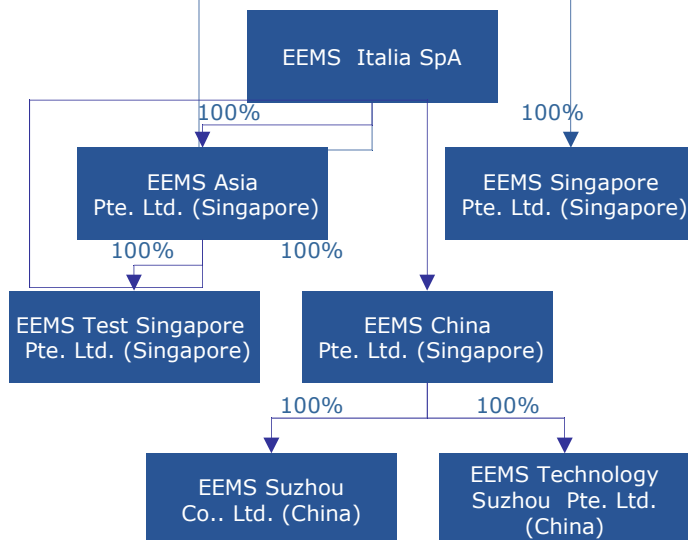 EEMS  Italia SpA
100%
100%
EEMS Asia
Pte. Ltd. (Singapore)
EEMS Singapore
Pte. Ltd. (Singapore)
100%
100%
EEMS Test Singapore
Pte. Ltd. (Singapore)
EEMS China
Pte. Ltd. (Singapore)
100%
100%
EEMS Suzhou
Co.. Ltd. (China)
EEMS Technology
Suzhou  Pte. Ltd.
(China)